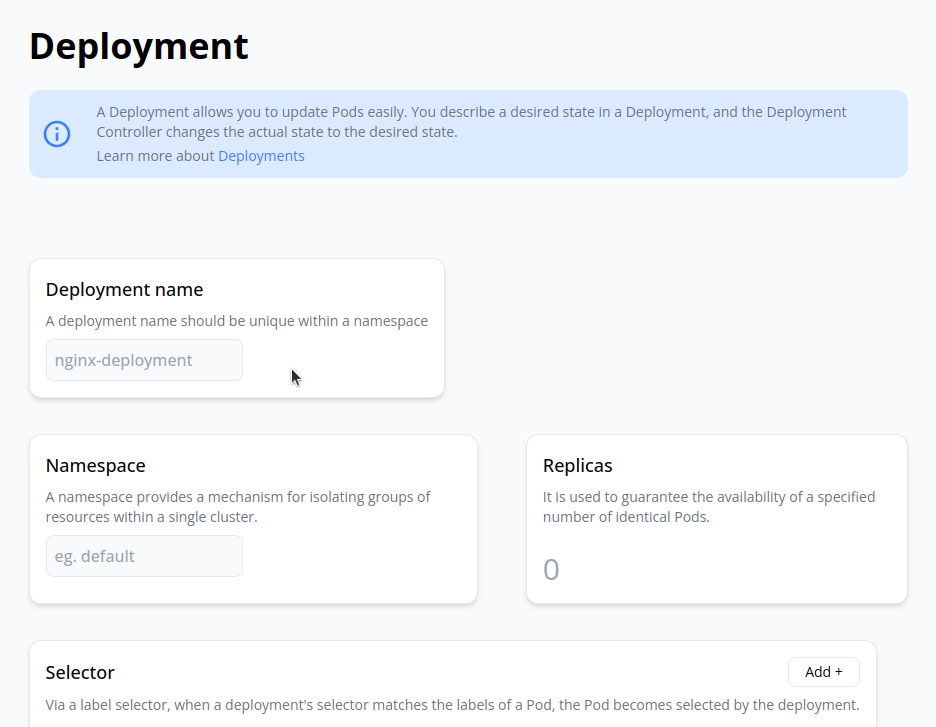 Deployment
A Deployment allows you to update Pods easily. You describe a desired state in a Deployment, and the Deployment
Controller changes the actual state to the desired state.
Learn more about Deployments
Deployment name
A deployment name should be unique within a namespace
nginx-deployment
Namespace
A namespace provides a mechanism for isolating groups of
resources within a single cluster.
eg. default
Replicas
It is used to guarantee the availability of a specified
number of identical Pods.
0
Selector
Add +
Via a label selector, when a deployment's selector matches the labels of a Pod, the Pod becomes selected by the deployment.